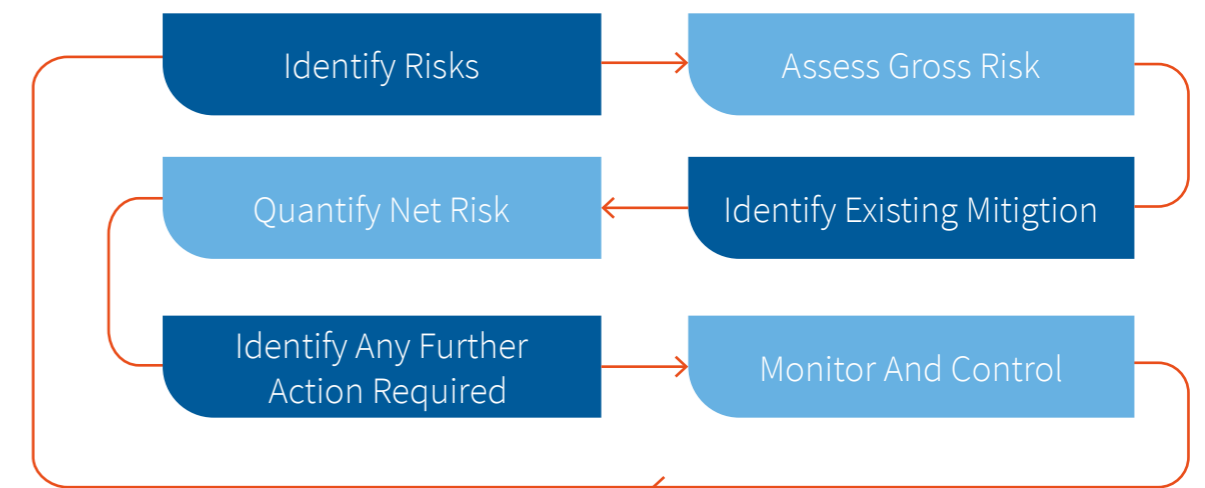 Identify Risks
Assess Gross Risk
Quantify Net Risk
Identify Existing Mitigtion
Identify Any Further
Action Required
Monitor And Control